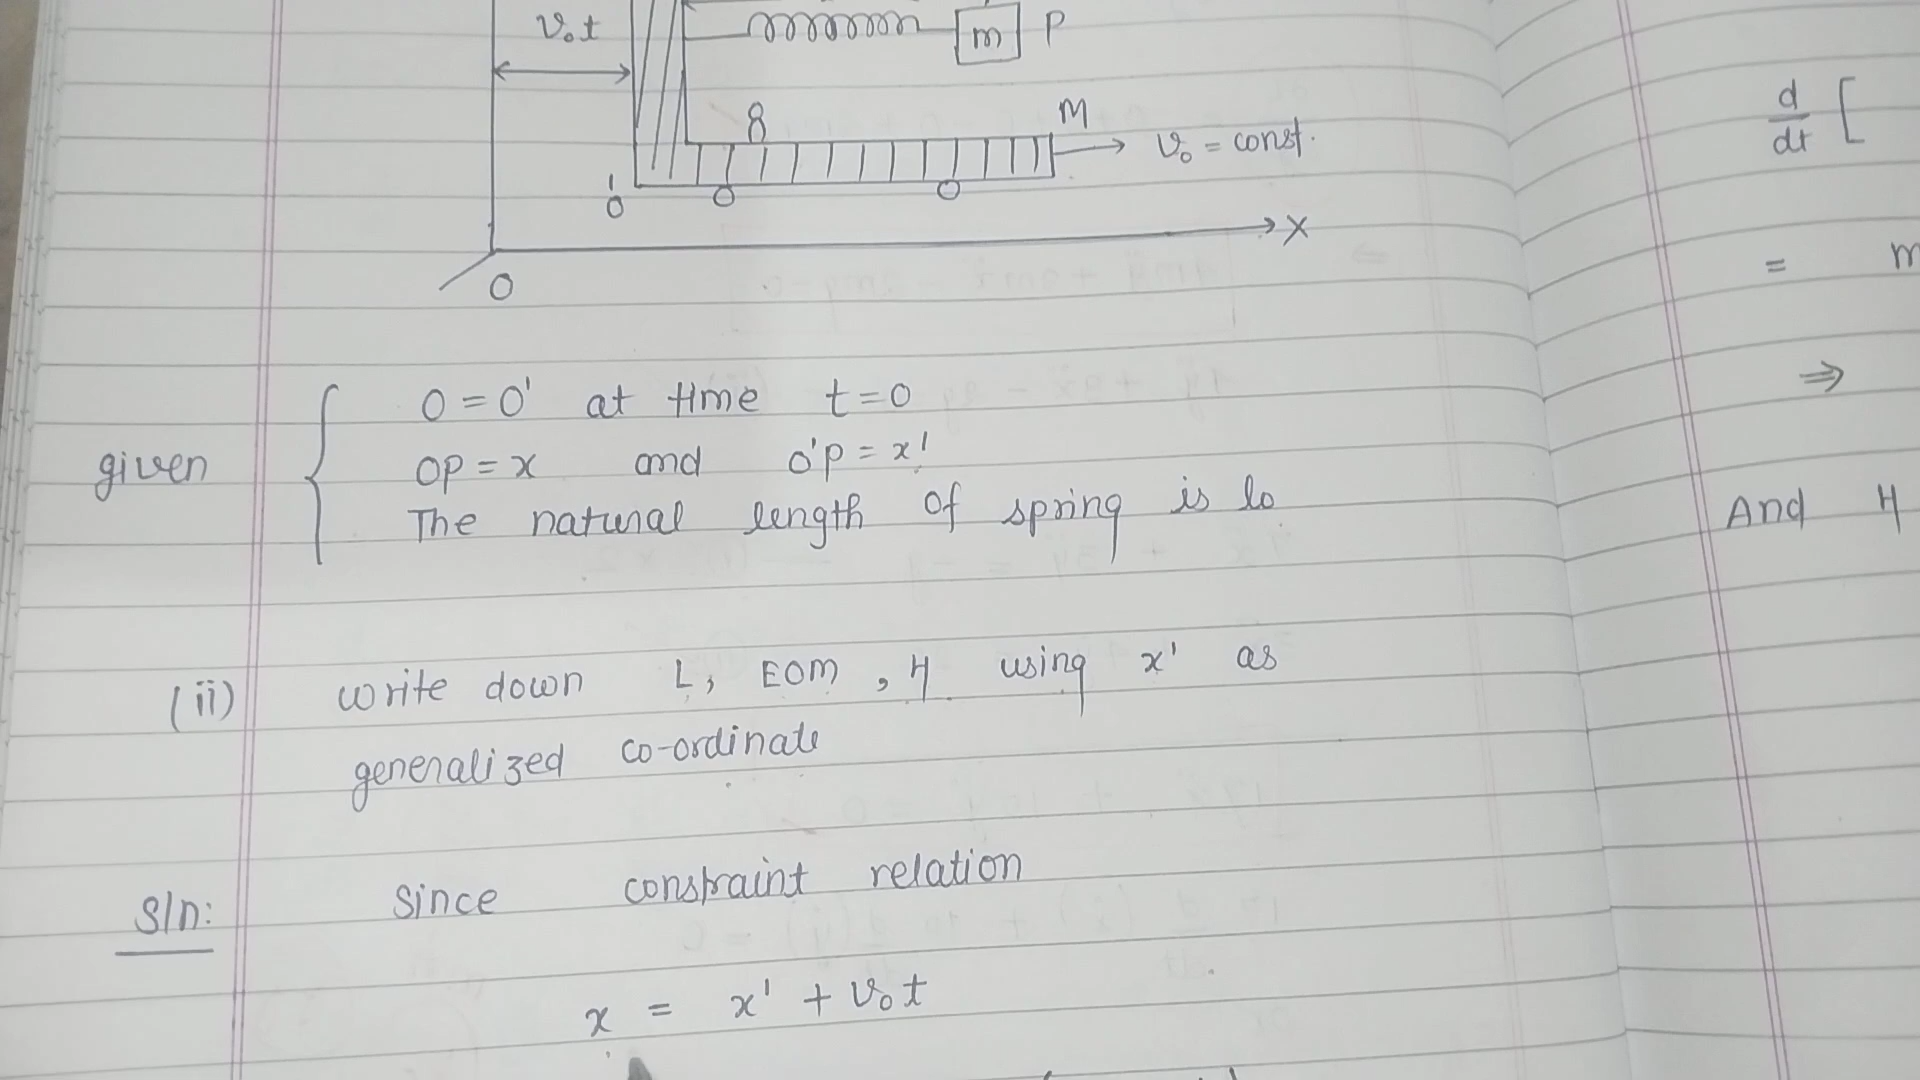 v₀t
m P
8
M
v₀ = const.
O'
X
O
given
O = O' at time t = 0
OP = x and O'P = x'
The natural length of spring is l₀
(ii) write down L, EOM, H using x' as
generalized co-ordinate
S/n: Since constraint relation
x = x' + v₀t
d/dt [
= m
⇒
And H